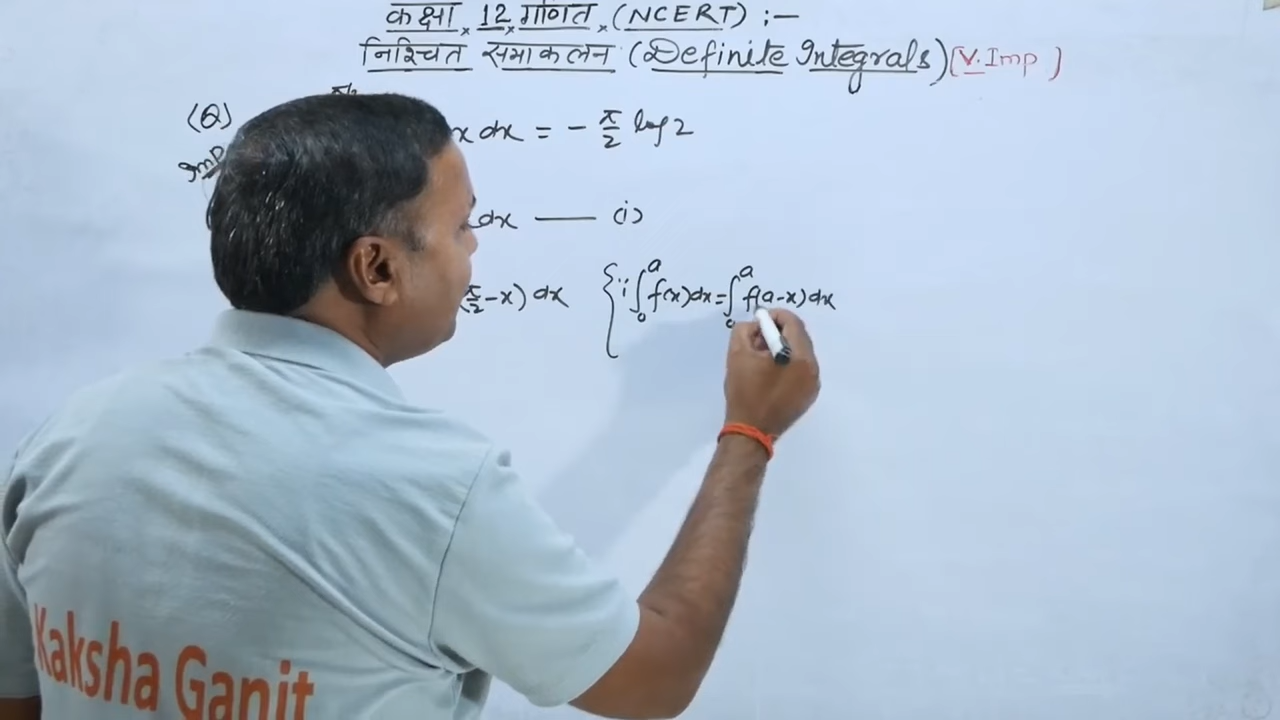 कक्षा × 12 × गणित × (NCERT) :—
निश्चित समाकलन (Definite Integrals) (V. Imp)
(Q) π/2
Imp x dx = - π/2 log 2
dx —— (i)
(π/2 - x) dx { ∵ ∫₀ᵃ f(x) dx = ∫₀ᵃ f(a-x) dx
Kaksha Ganit